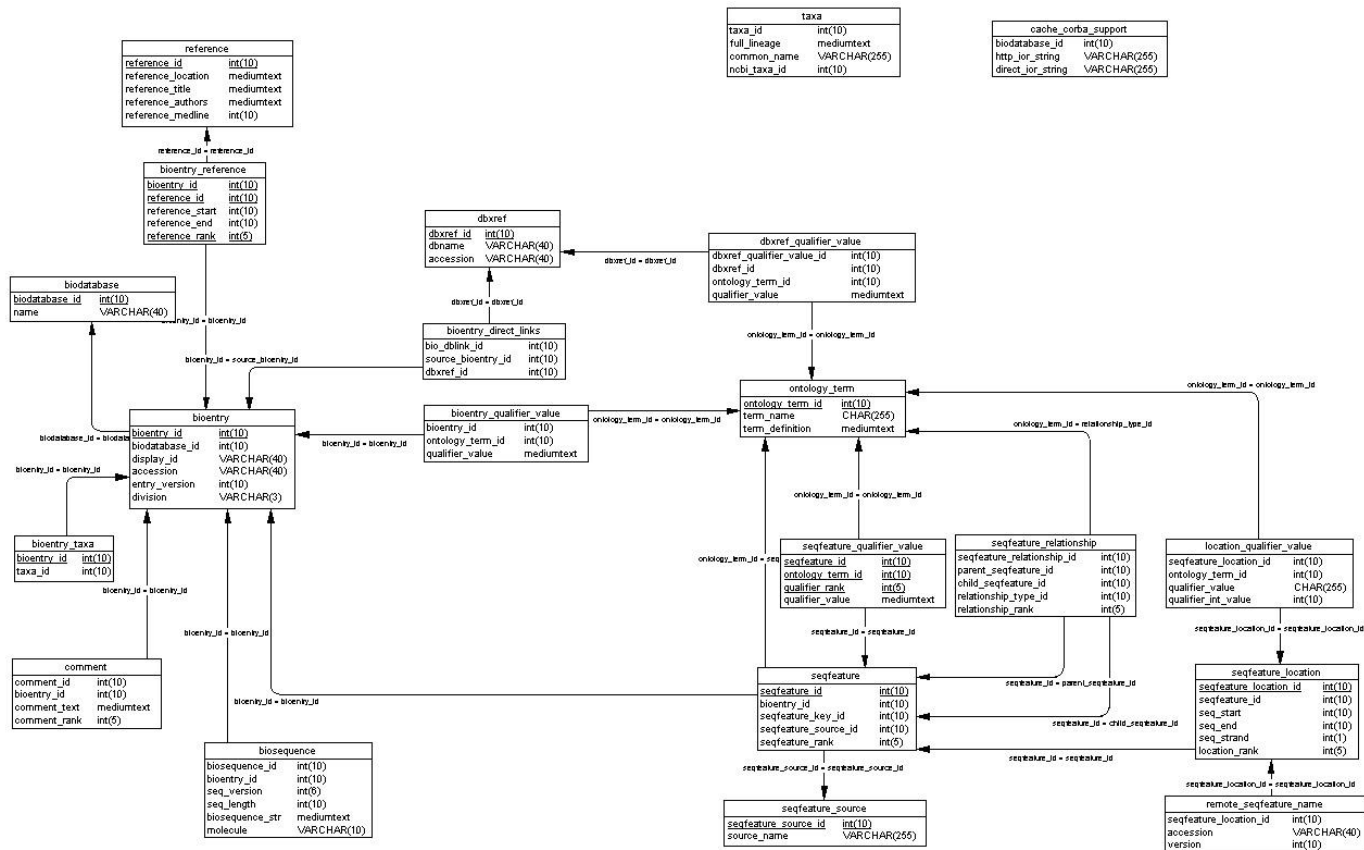 taxa
taxa_id int(10)
full_lineage mediumtext
common_name VARCHAR(255)
ncbi_taxa_id int(10)
cache_corba_support
biodatabase_id int(10)
http_ior_string VARCHAR(255)
direct_ior_string VARCHAR(255)
reference
reference_id int(10)
reference_location mediumtext
reference_title mediumtext
reference_authors mediumtext
reference_medline int(10)
reference_id = reference_id
bioentry_reference
bioentry_id int(10)
reference_id int(10)
reference_start int(10)
reference_end int(10)
reference_rank int(5)
dbxref
dbxref_id int(10)
dbname VARCHAR(40)
accession VARCHAR(40)
dbxref_id = dbxref_id
dbxref_qualifier_value
dbxref_qualifier_value_id int(10)
dbxref_id int(10)
ontology_term_id int(10)
qualifier_value mediumtext
biodatabase
biodatabase_id int(10)
name VARCHAR(40)
bioentry_id = bioentry_id
dbxref_id = dbxref_id
bioentry_direct_links
bio_dblink_id int(10)
source_bioentry_id int(10)
dbxref_id int(10)
ontology_term_id = ontology_term_id
bioentry_id = source_bioentry_id
bioentry
bioentry_id int(10)
biodatabase_id int(10)
display_id VARCHAR(40)
accession VARCHAR(40)
entry_version int(10)
division VARCHAR(3)
biodatabase_id = biodata
bioentry_qualifier_value
bioentry_id int(10)
ontology_term_id int(10)
qualifier_value mediumtext
bioentry_id = bioentry_id
ontology_term_id = ontology_term_id
ontology_term
ontology_term_id int(10)
term_name CHAR(255)
term_definition mediumtext
ontology_term_id = ontology_term_id
ontology_term_id = relationship_type_id
bioentry_id = bioentry_id
bioentry_taxa
bioentry_id int(10)
taxa_id int(10)
ontology_term_id = ontology_term_id
ontology_term_id = seq
seqfeature_qualifier_value
seqfeature_id int(10)
ontology_term_id int(10)
qualifier_rank int(5)
qualifier_value mediumtext
seqfeature_relationship
seqfeature_relationship_id int(10)
parent_seqfeature_id int(10)
child_seqfeature_id int(10)
relationship_type_id int(10)
relationship_rank int(5)
location_qualifier_value
seqfeature_location_id int(10)
ontology_term_id int(10)
qualifier_value CHAR(255)
qualifier_int_value int(10)
bioentry_id = bioentry_id
bioentry_id = bioentry_id
seqfeature_id = seqfeature_id
seqfeature_location_id = seqfeature_location_id
comment
comment_id int(10)
bioentry_id int(10)
comment_text mediumtext
comment_rank int(5)
bioentry_id = bioentry_id
seqfeature
seqfeature_id int(10)
bioentry_id int(10)
seqfeature_key_id int(10)
seqfeature_source_id int(10)
seqfeature_rank int(5)
seqfeature_id = parent_seqfeature_id
seqfeature_id = child_seqfeature_id
seqfeature_location
seqfeature_location_id int(10)
seqfeature_id int(10)
seq_start int(10)
seq_end int(10)
seq_strand int(1)
location_rank int(5)
seqfeature_id = seqfeature_id
biosequence
biosequence_id int(10)
bioentry_id int(10)
seq_version int(6)
seq_length int(10)
biosequence_str mediumtext
molecule VARCHAR(10)
seqfeature_source_id = seqfeature_source_id
seqfeature_source
seqfeature_source_id int(10)
source_name VARCHAR(255)
seqfeature_location_id = seqfeature_location_id
remote_seqfeature_name
seqfeature_location_id int(10)
accession VARCHAR(40)
version int(10)